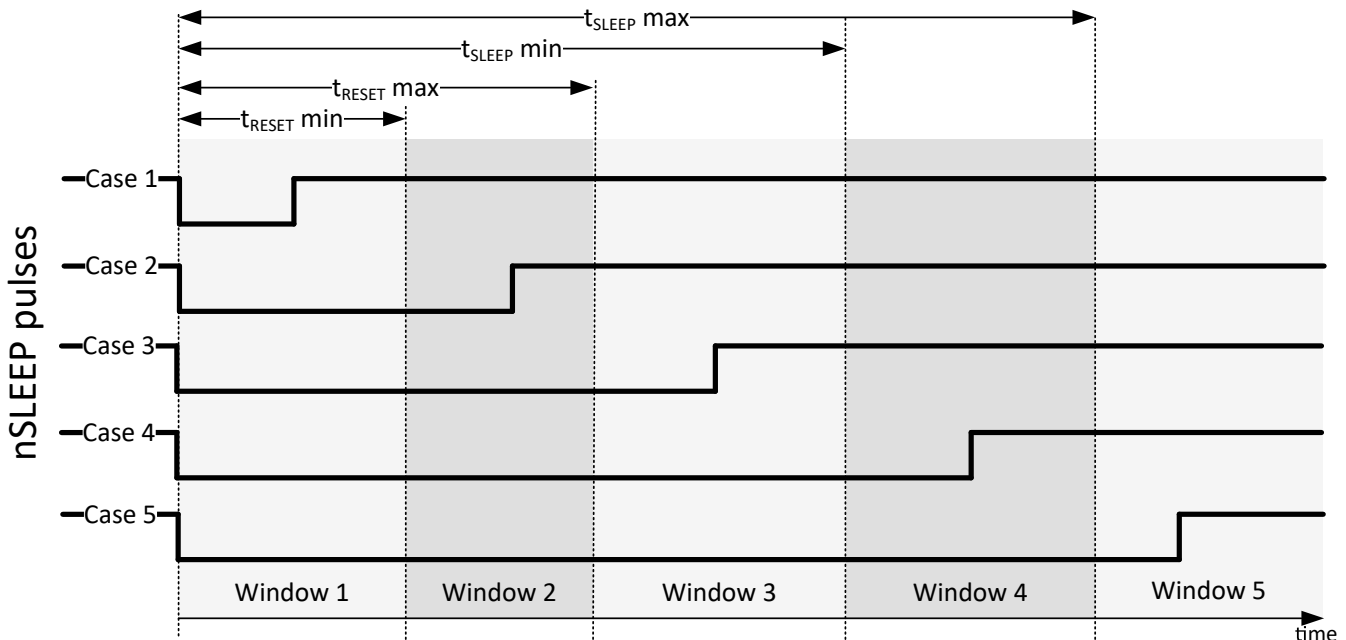 tSLEEP max
tSLEEP min
tRESET max
tRESET min
nSLEEP pulses
Case 1
Case 2
Case 3
Case 4
Case 5
Window 1 Window 2 Window 3 Window 4 Window 5
time